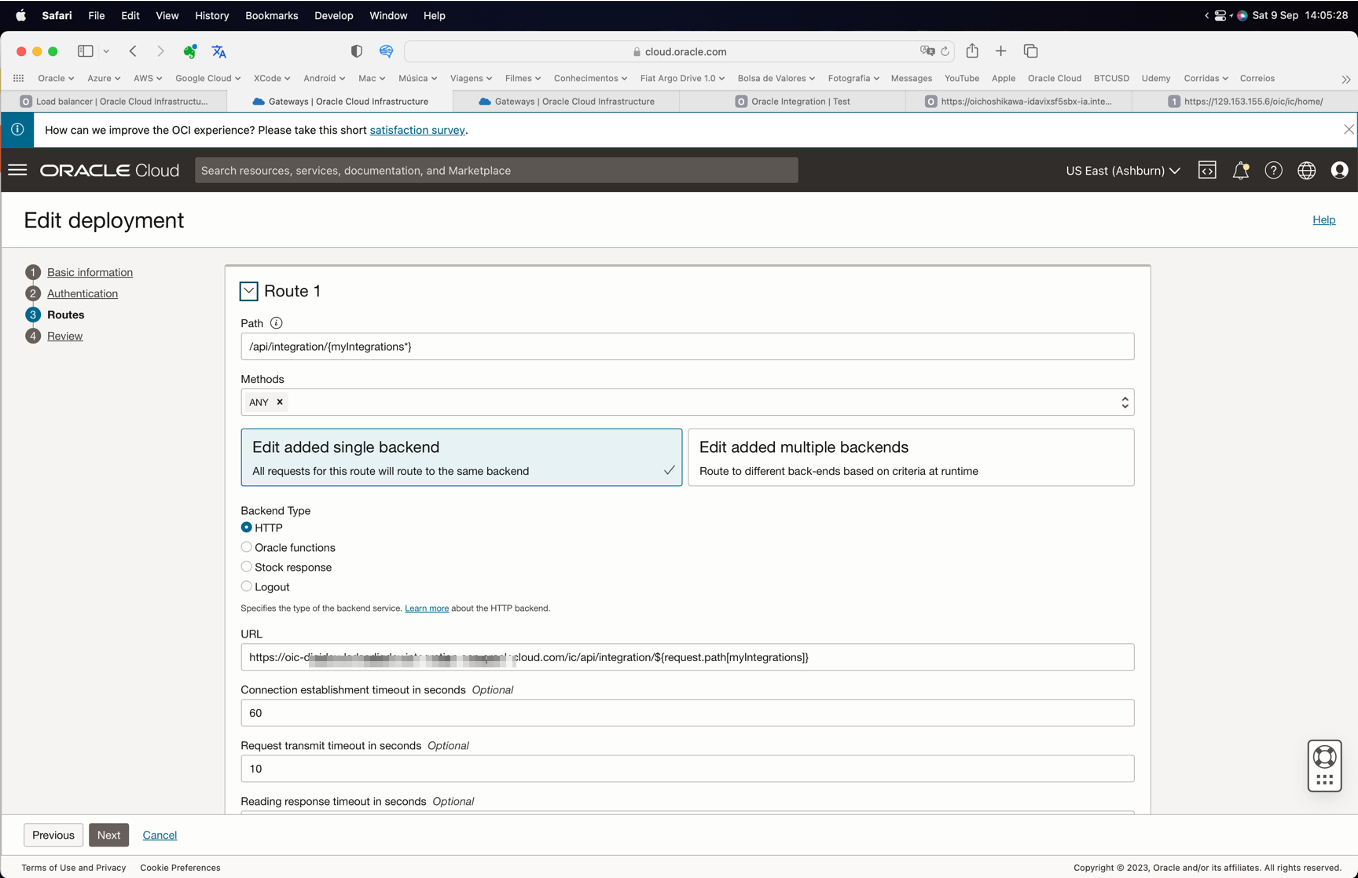 Safari File Edit View History Bookmarks Develop Window Help Sat 9 Sep 14:05:28
cloud.oracle.com
Oracle Azure AWS Google Cloud XCode Android Mac Música Viagens Filmes Conhecimentos Fiat Argo Drive 1.0 Bolsa de Valores Fotografia Messages YouTube Apple Oracle Cloud BTCUSD Udemy Corridas Correios
O Load balancer | Oracle Cloud Infrastructu... Gateways | Oracle Cloud Infrastructure Gateways | Oracle Cloud Infrastructure O Oracle Integration | Test O https://oichoshikawa-idavixsf5sbx-ia.inte... 1 https://129.153.155.6/oic/ic/home/
How can we improve the OCI experience? Please take this short satisfaction survey.
ORACLE Cloud Search resources, services, documentation, and Marketplace US East (Ashburn)
Edit deployment Help
1 Basic information
2 Authentication
3 Routes
4 Review
Route 1
Path
/api/integration/{myIntegrations*}
Methods
ANY ×
Edit added single backend
All requests for this route will route to the same backend
Edit added multiple backends
Route to different back-ends based on criteria at runtime
Backend Type
HTTP
Oracle functions
Stock response
Logout
Specifies the type of the backend service. Learn more about the HTTP backend.
URL
https://oic- cloud.com/ic/api/integration/${request.path[myIntegrations]}
Connection establishment timeout in seconds Optional
60
Request transmit timeout in seconds Optional
10
Reading response timeout in seconds Optional
Previous Next Cancel
Terms of Use and Privacy Cookie Preferences Copyright © 2023, Oracle and/or its affiliates. All rights reserved.